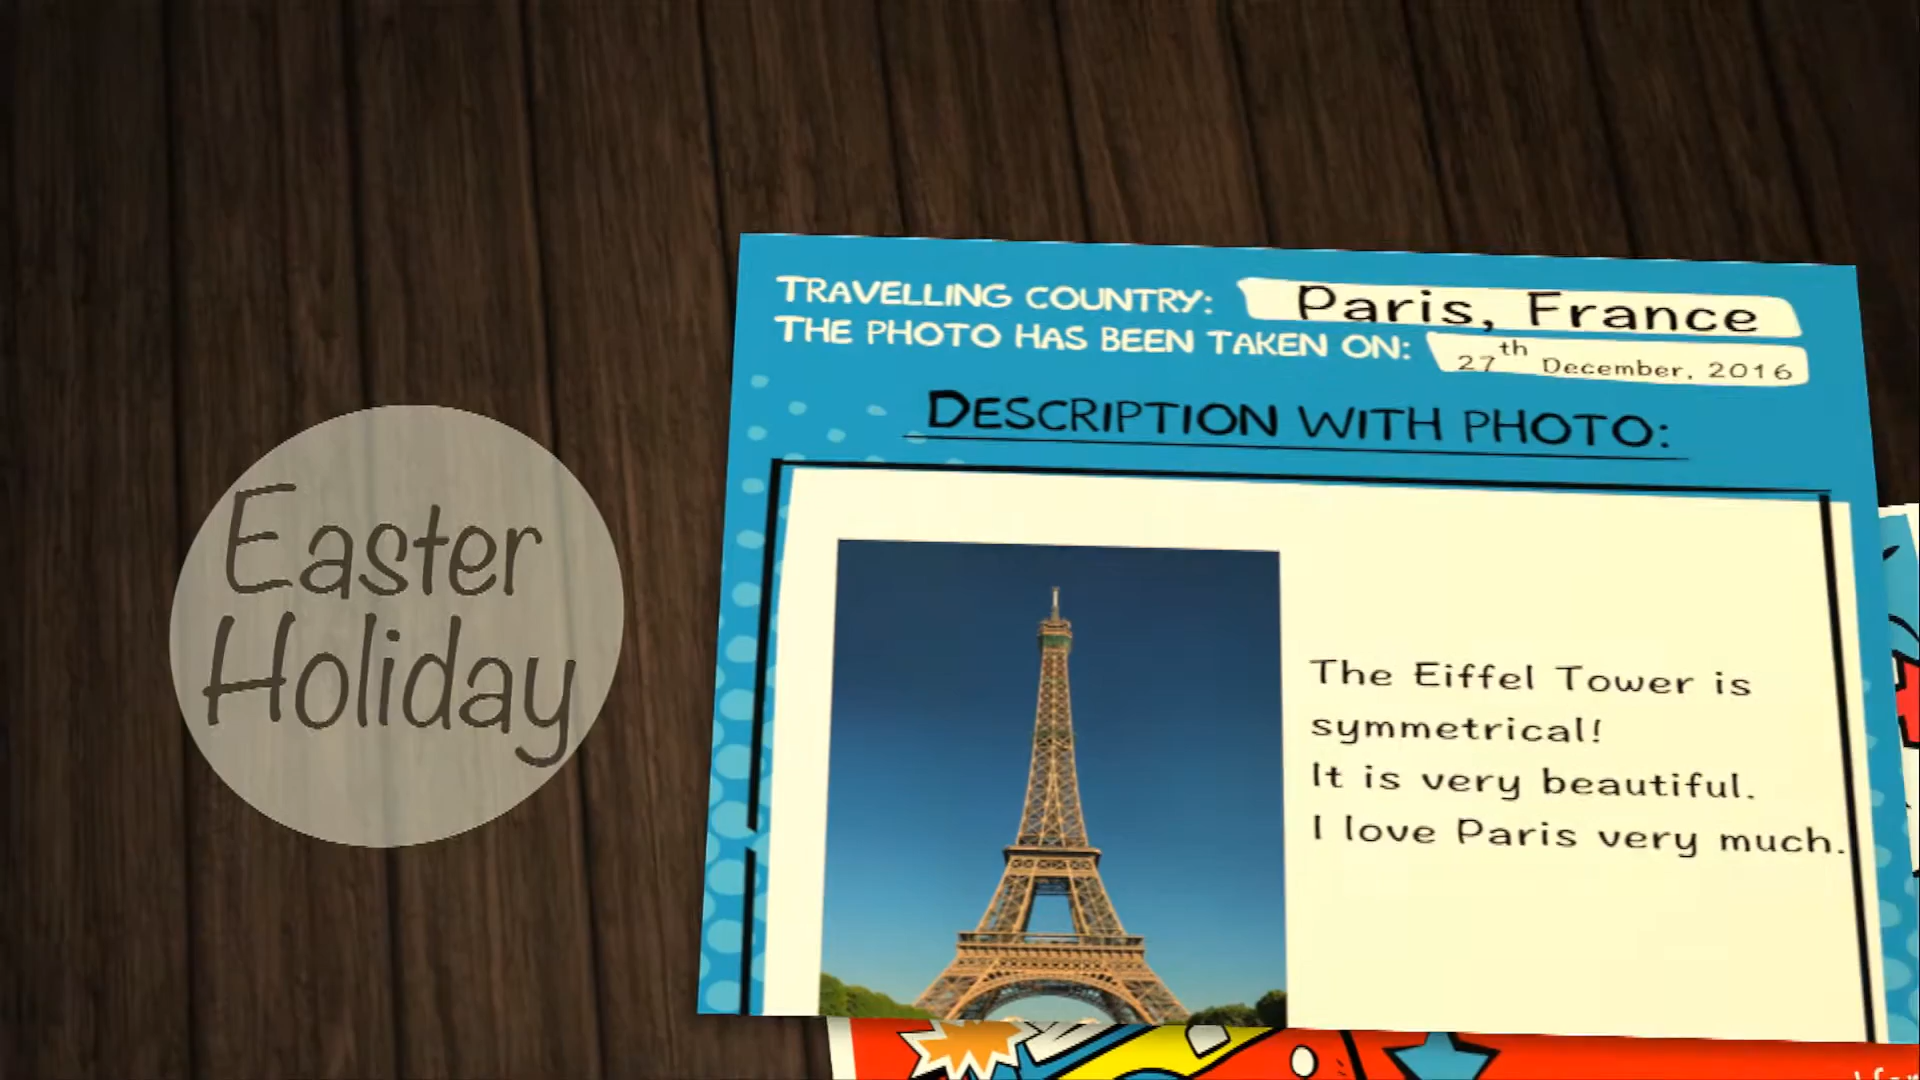 Easter
Holiday
TRAVELLING COUNTRY: Paris, France
THE PHOTO HAS BEEN TAKEN ON: 27th December, 2016
DESCRIPTION WITH PHOTO:
The Eiffel Tower is
symmetrical!
It is very beautiful.
I love Paris very much.